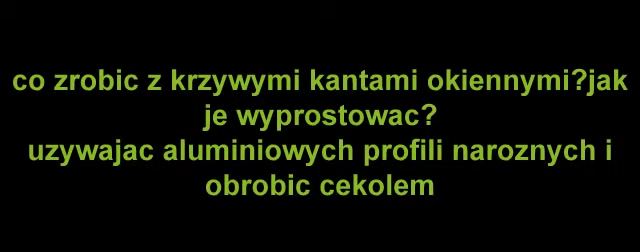 co zrobic z krzywymi kantami okiennymi?jak
je wyprostowac?
uzywajac aluminiowych profili naroznych i
obrobic cekolem